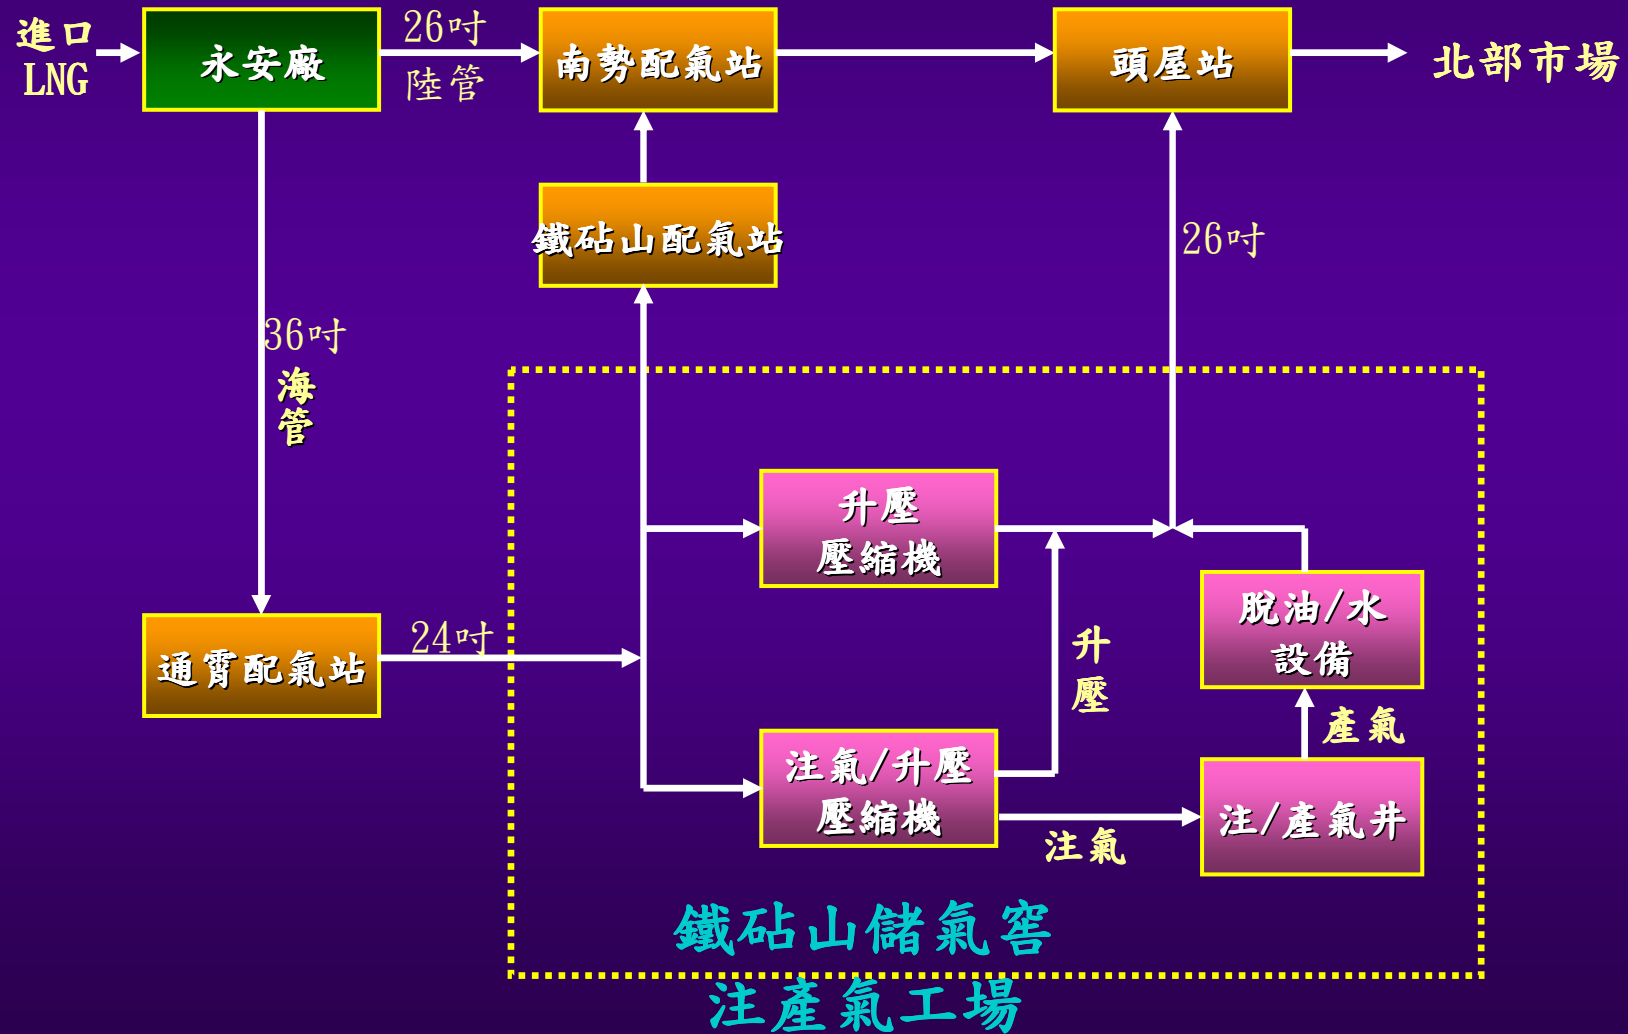 進口
LNG
永安廠
26吋
陸管
南勢配氣站
頭屋站
北部市場
鐵砧山配氣站
26吋
36吋
海
管
升壓
壓縮機
脫油/水
設備
升
壓
通霄配氣站
24吋
產氣
注氣/升壓
壓縮機
注/產氣井
注氣
鐵砧山儲氣窖
注產氣工場